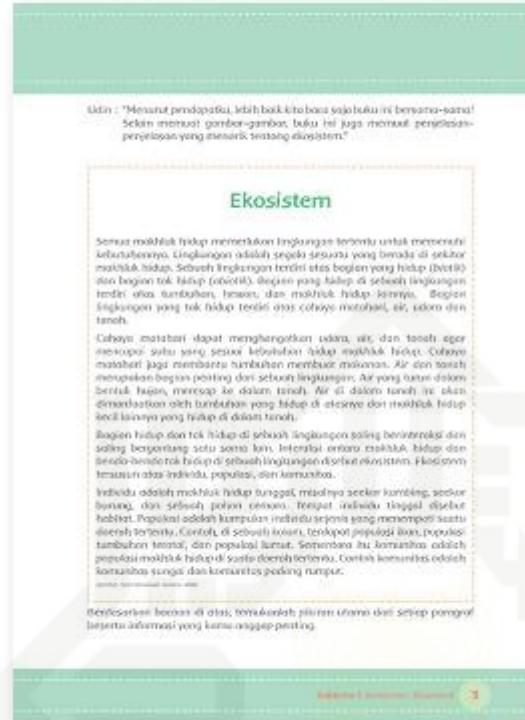 Udin : "Menurut pendapatku, lebih baik kita baca saja buku ini bersama-sama!
Selain memuat gambar-gambar, buku ini juga memuat penjelasan-
penjelasan yang menarik tentang ekosistem."
Ekosistem
Semua makhluk hidup memerlukan lingkungan tertentu untuk memenuhi
kebutuhannya. Lingkungan adalah segala sesuatu yang berada di sekitar
makhluk hidup. Sebuah lingkungan terdiri atas bagian yang hidup (biotik)
dan bagian tak hidup (abiotik). Bagian yang hidup di sebuah lingkungan
terdiri atas tumbuhan, hewan, dan makhluk hidup lainnya. Bagian
lingkungan yang tak hidup terdiri atas cahaya matahari, air, udara dan
tanah.
Cahaya matahari dapat menghangatkan udara, air, dan tanah agar
mencapai suhu yang sesuai kebutuhan hidup makhluk hidup. Cahaya
matahari juga membantu tumbuhan membuat makanan. Air dan tanah
merupakan bagian penting dari sebuah lingkungan. Air yang turun dalam
bentuk hujan, meresap ke dalam tanah. Air di dalam tanah ini akan
dimanfaatkan oleh tumbuhan yang hidup di atasnya dan makhluk hidup
kecil lainnya yang hidup di dalam tanah.
Bagian hidup dan tak hidup di sebuah lingkungan saling berinteraksi dan
saling bergantung satu sama lain. Interaksi antara makhluk hidup dan
benda-benda tak hidup di sebuah lingkungan disebut ekosistem. Ekosistem
tersusun atas individu, populasi, dan komunitas.
Individu adalah makhluk hidup tunggal, misalnya seekor kambing, seekor
burung, dan sebuah pohon cemara. Tempat individu tinggal disebut
habitat. Populasi adalah kumpulan individu sejenis yang menempati suatu
daerah tertentu. Contoh, di sebuah kolam, terdapat populasi ikan, populasi
tumbuhan teratai, dan populasi lumut. Sementara itu komunitas adalah
populasi makhluk hidup di suatu daerah tertentu. Contoh komunitas adalah
komunitas sungai dan komunitas padang rumput.
Berdasarkan bacaan di atas, temukanlah pikiran utama dari setiap paragraf
beserta informasi yang kamu anggap penting.
3